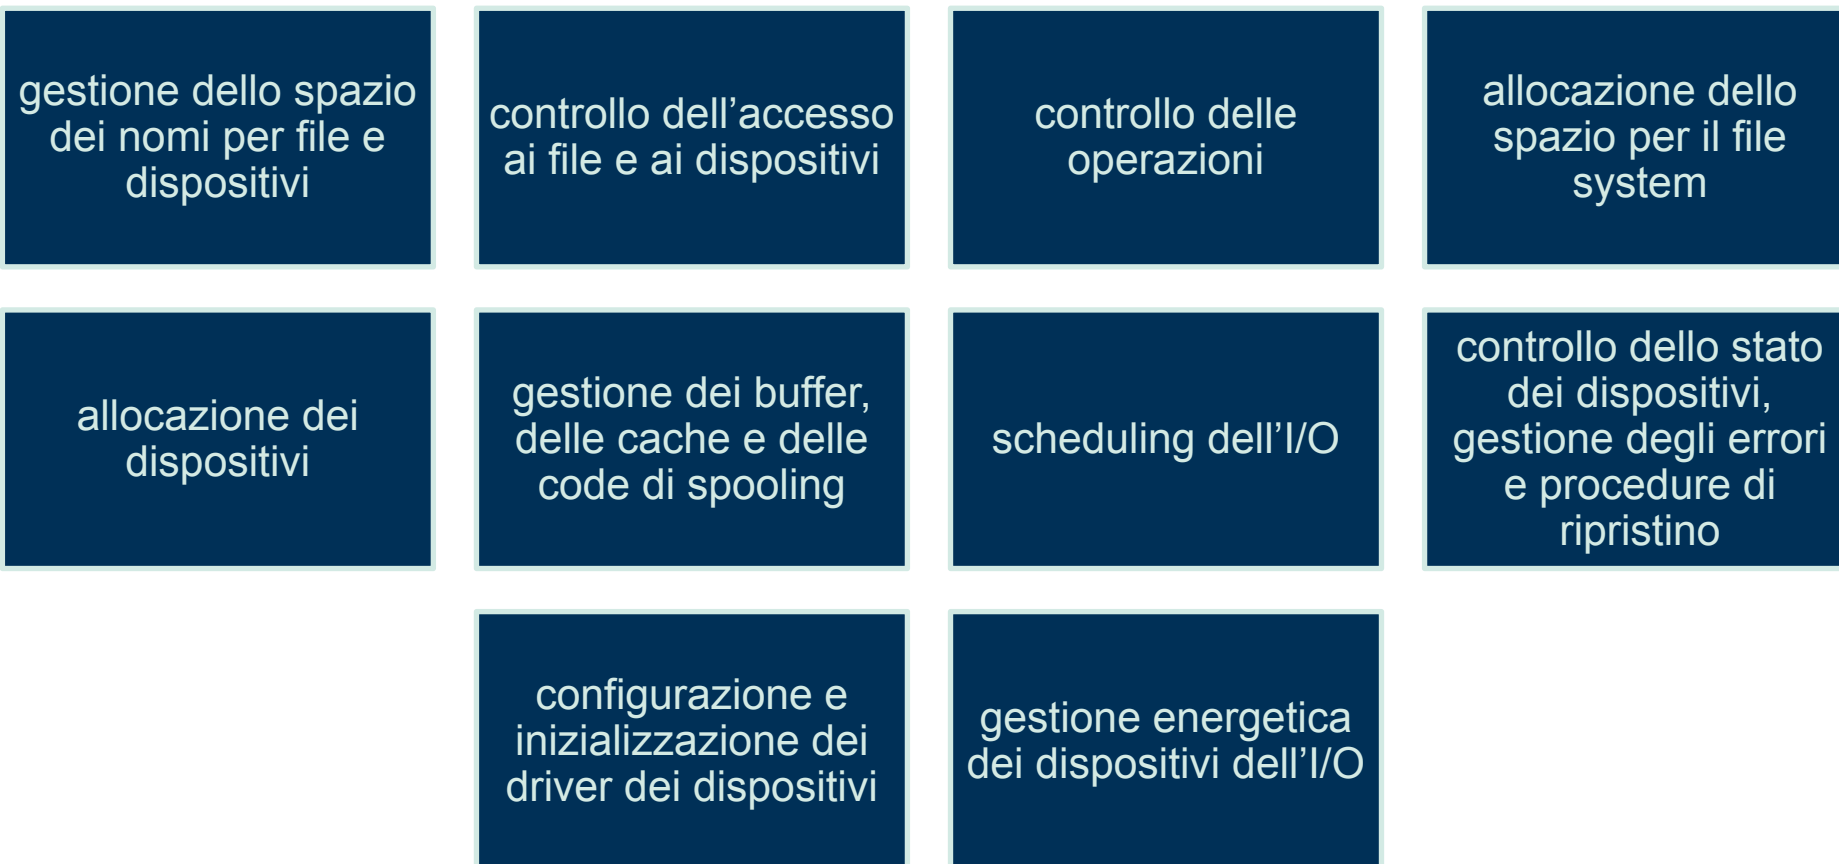 gestione dello spazio
dei nomi per file e
dispositivi
controllo dell’accesso
ai file e ai dispositivi
controllo delle
operazioni
allocazione dello
spazio per il file
system
allocazione dei
dispositivi
gestione dei buffer,
delle cache e delle
code di spooling
scheduling dell’I/O
controllo dello stato
dei dispositivi,
gestione degli errori
e procedure di
ripristino
configurazione e
inizializzazione dei
driver dei dispositivi
gestione energetica
dei dispositivi dell’I/O